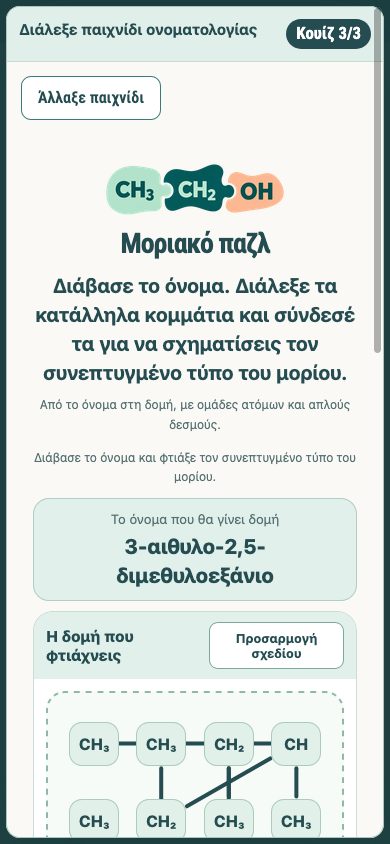 Διάλεξε παιχνίδι ονοματολογίας
Κουίζ 3/3
Άλλαξε παιχνίδι
CH₃ CH₂ OH
Μοριακό παζλ
Διάβασε το όνομα. Διάλεξε τα
κατάλληλα κομμάτια και σύνδεσέ
τα για να σχηματίσεις τον
συνεπτυγμένο τύπο του μορίου.
Από το όνομα στη δομή, με ομάδες ατόμων και απλούς
δεσμούς.
Διάβασε το όνομα και φτιάξε τον συνεπτυγμένο τύπο του
μορίου.
Το όνομα που θα γίνει δομή
3-αιθυλο-2,5-
διμεθυλοεξάνιο
Η δομή που
φτιάχνεις
Προσαρμογή
σχεδίου
CH₃ CH₃ CH₂ CH
CH₃ CH₂ CH₃ CH₃